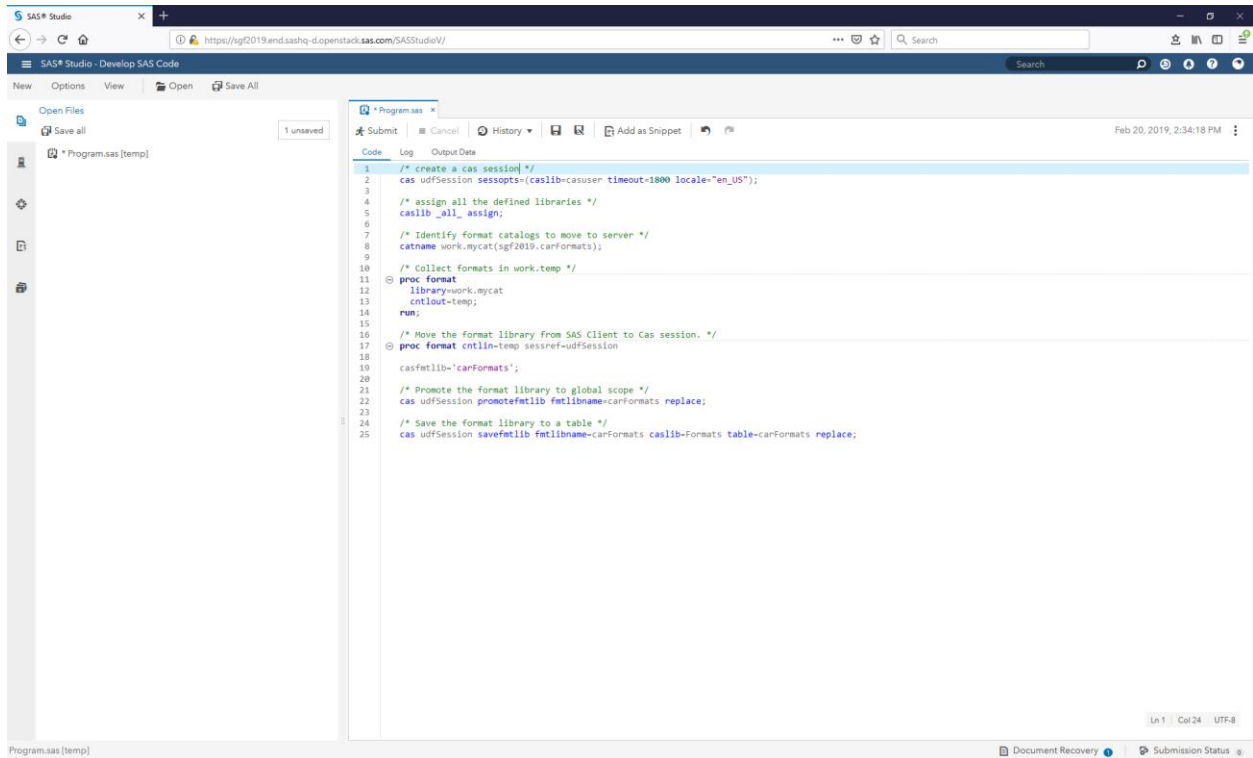 SAS® Studio
https://sgf2019.end.sashq-d.openstack.sas.com/SASStudioV/
Search
SAS® Studio - Develop SAS Code
Search
New Options View Open Save All
Open Files
Save all
1 unsaved
* Program.sas [temp]
* Program.sas
Submit Cancel History Add as Snippet
Feb 20, 2019, 2:34:18 PM
Code Log Output Data
1 /* create a cas session */
2 cas udfSession sessopts=(caslib=casuser timeout=1800 locale="en_US");
3
4 /* assign all the defined libraries */
5 caslib _all_ assign;
6
7 /* Identify format catalogs to move to server */
8 catname work.mycat(sgf2019.carFormats);
9
10 /* Collect formats in work.temp */
11 proc format
12 library=work.mycat
13 cntlout=temp;
14 run;
15
16 /* Move the format library from SAS Client to Cas session. */
17 proc format cntlin=temp sessref=udfSession
18
19 casfmtlib='carFormats';
20
21 /* Promote the format library to global scope */
22 cas udfSession promotefmtlib fmtlibname=carFormats replace;
23
24 /* Save the format library to a table */
25 cas udfSession savefmtlib fmtlibname=carFormats caslib=Formats table=carFormats replace;
Ln 1 Col 24 UTF-8
Program.sas [temp]
Document Recovery 1 Submission Status 0